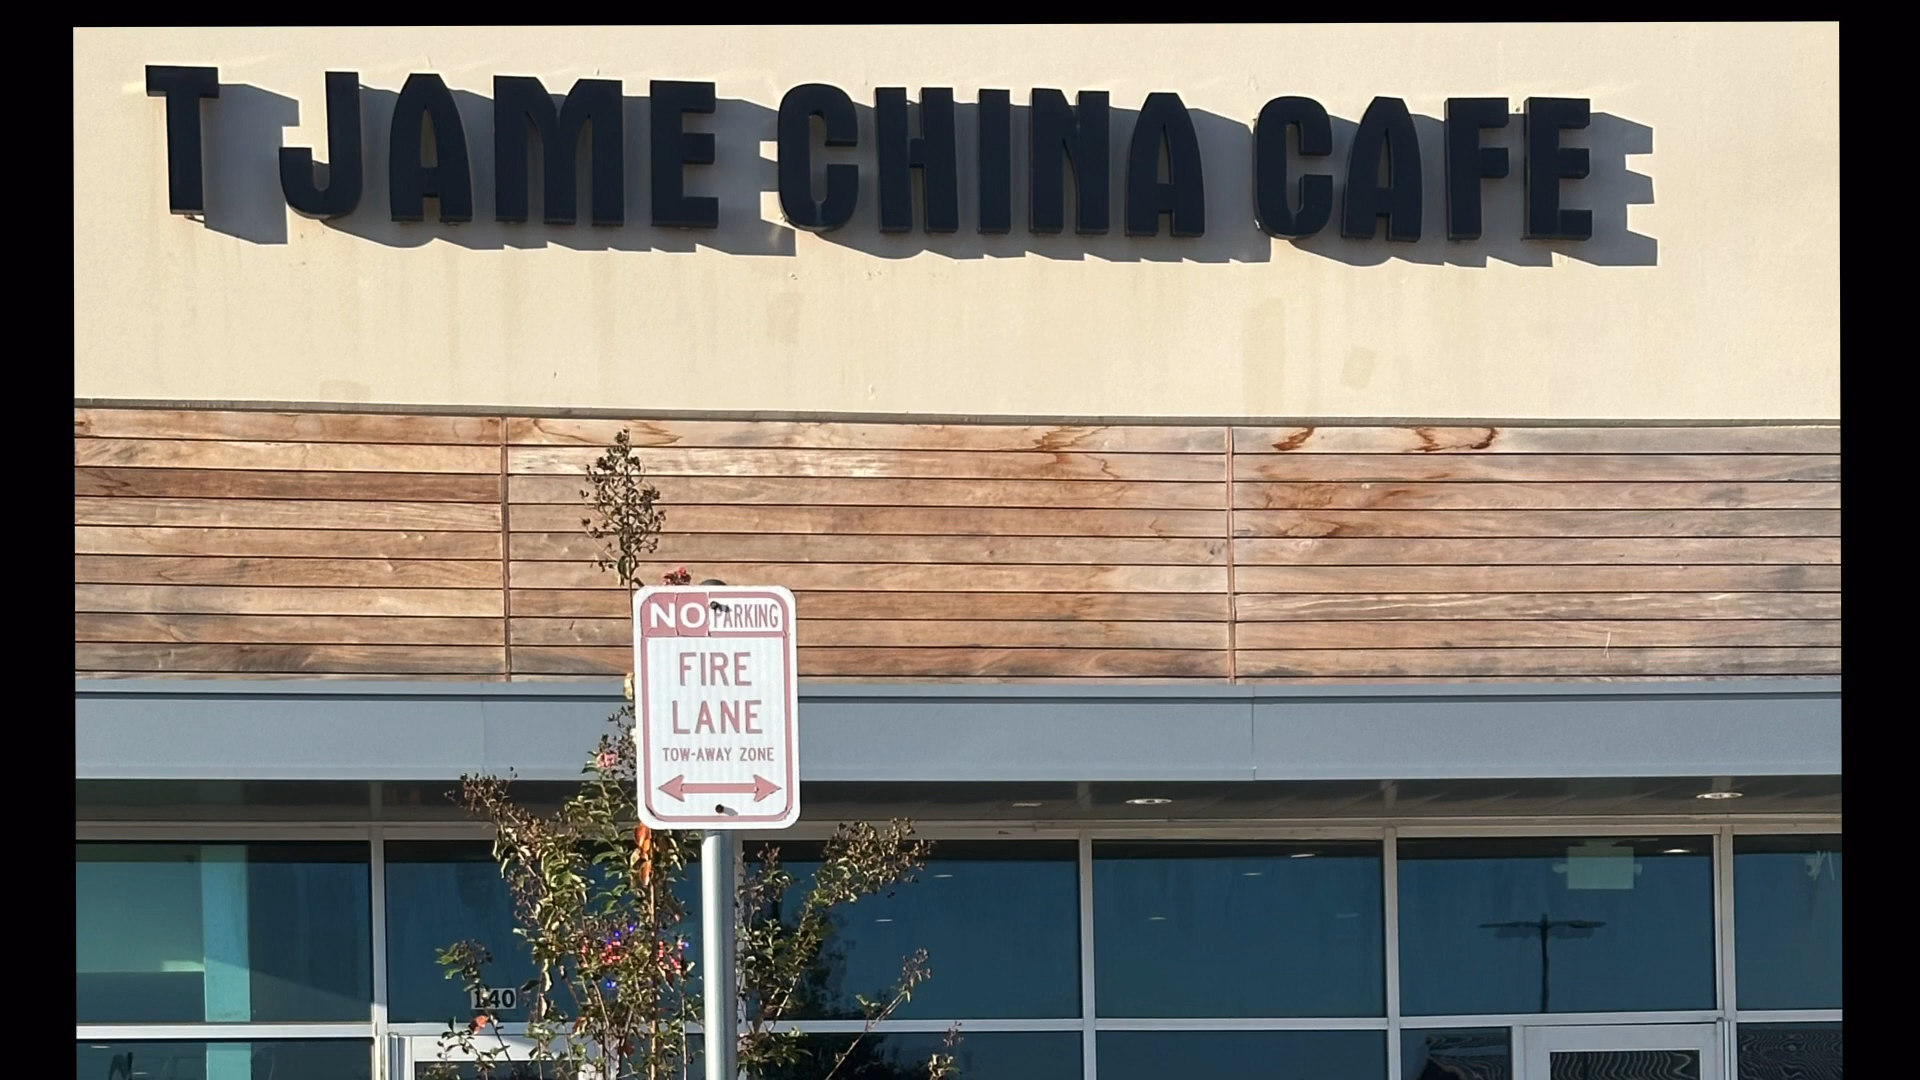 T JAME CHINA CAFE
NO PARKING
FIRE
LANE
TOW-AWAY ZONE
140